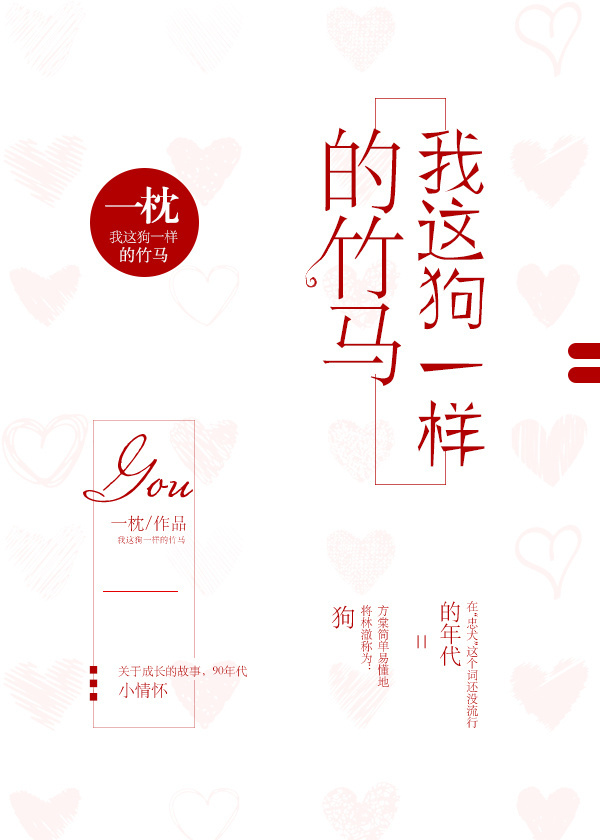 我这狗一样
的竹马
一枕
我这狗一样
的竹马
You
一枕/作品
我这狗一样的竹马
关于成长的故事，90年代
小情怀
在“忠犬”这个词还没流行
的年代
方棠简单易懂地
将林澈称为：
狗